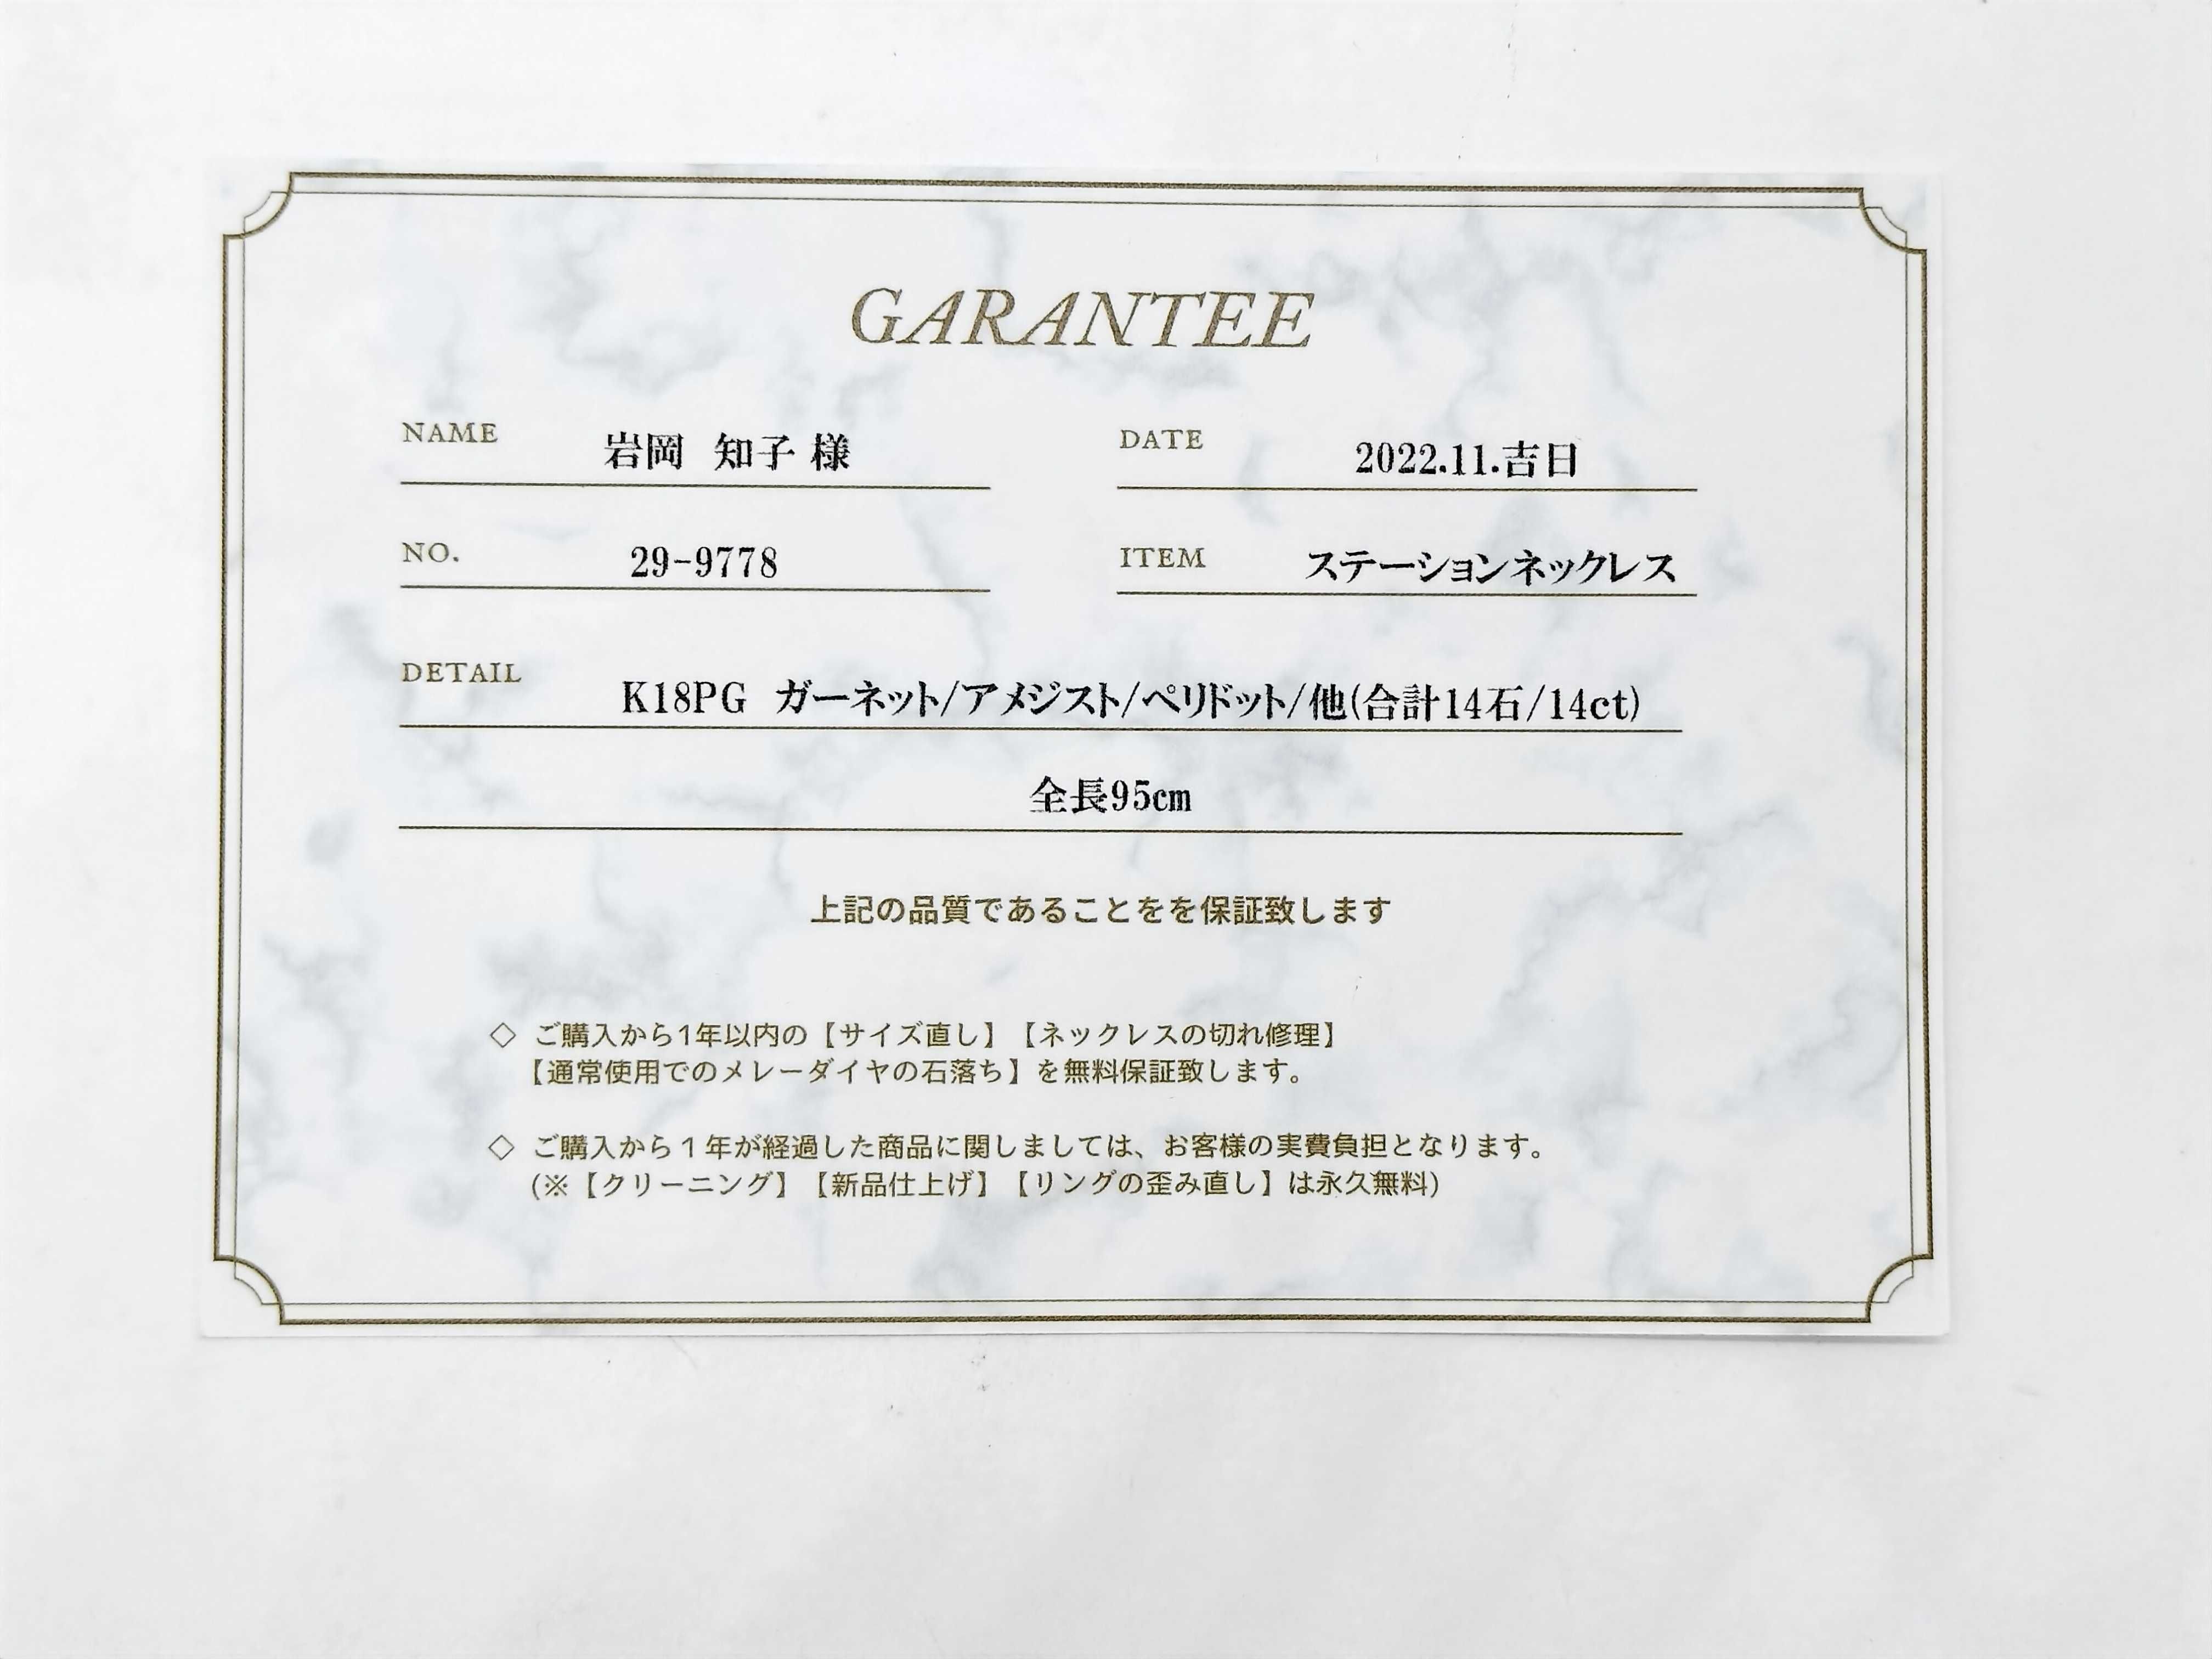 GARANTEE
NAME 岩岡 知子 様 DATE 2022.11.吉日
NO. 29-9778 ITEM ステーションネックレス
DETAIL K18PG ガーネット/アメジスト/ペリドット/他(合計14石/14ct)
全長95cm
上記の品質であることをを保証致します
◇ ご購入から1年以内の【サイズ直し】【ネックレスの切れ修理】
【通常使用でのメレーダイヤの石落ち】を無料保証致します。
◇ ご購入から1年が経過した商品に関しましては、お客様の実費負担となります。
(※【クリーニング】【新品仕上げ】【リングの歪み直し】は永久無料)